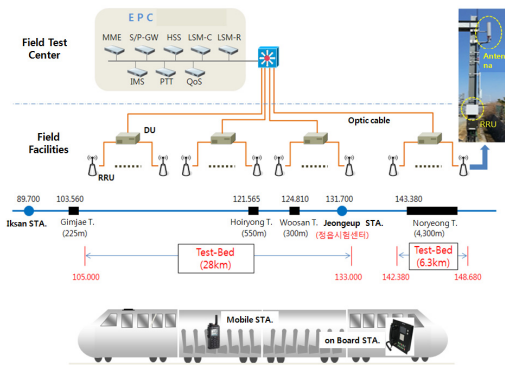 E P C
Field Test
Center
MME S/P-GW HSS LSM-C LSM-R
IMS PTT QoS
Anten
na
RRU
Optic cable
Field
Facilities
DU
RRU
89.700 103.560 121.565 124.810 131.700 143.380
Iksan STA. Gimjae T. Hoiryong T. Woosan T. Jeongeup STA. Noryeong T.
(225m) (550m) (300m) (정읍시험센터) (4,300m)
Test-Bed
(28km)
Test-Bed
(6.3km)
105.000 133.000 142.380 148.680
Mobile STA.
on Board STA.